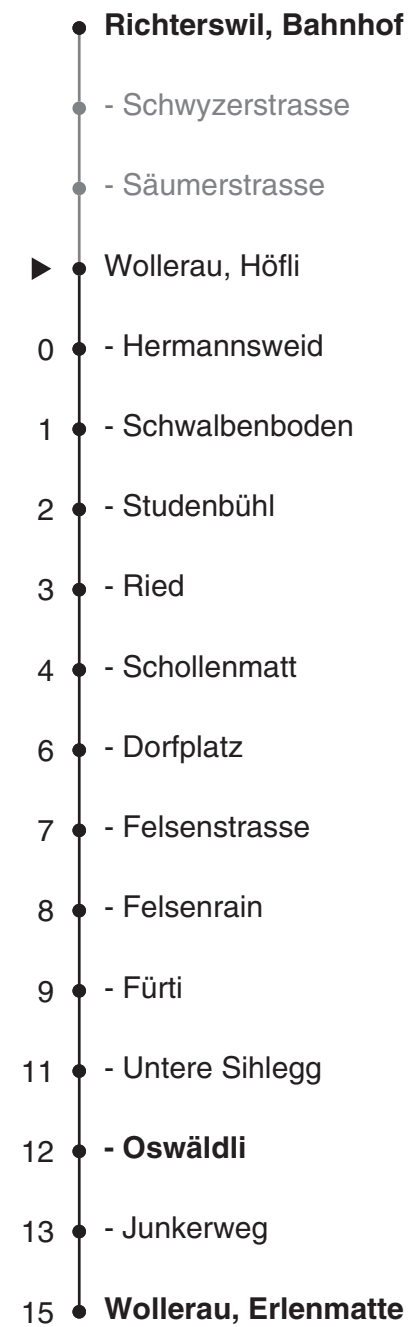 Richterswil, Bahnhof
- Schwyzerstrasse
- Säumerstrasse
Wollerau, Höfli
0 - Hermannsweid
1 - Schwalbenboden
2 - Studenbühl
3 - Ried
4 - Schollenmatt
6 - Dorfplatz
7 - Felsenstrasse
8 - Felsenrain
9 - Fürti
11 - Untere Sihlegg
12 - Oswäldli
13 - Junkerweg
15 Wollerau, Erlenmatte